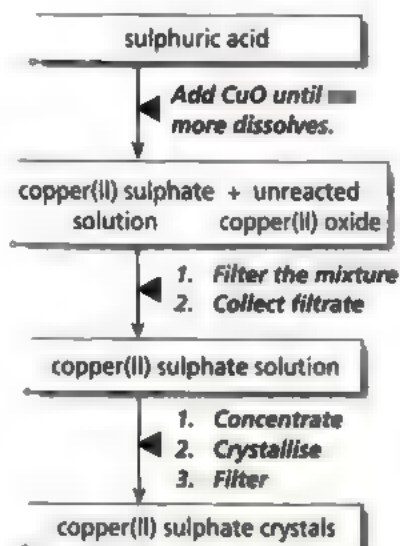 sulphuric acid
Add CuO until
more dissolves.
copper(II) sulphate + unreacted
solution copper(II) oxide
1. Filter the mixture
2. Collect filtrate
copper(II) sulphate solution
1. Concentrate
2. Crystallise
3. Filter
copper(II) sulphate crystals